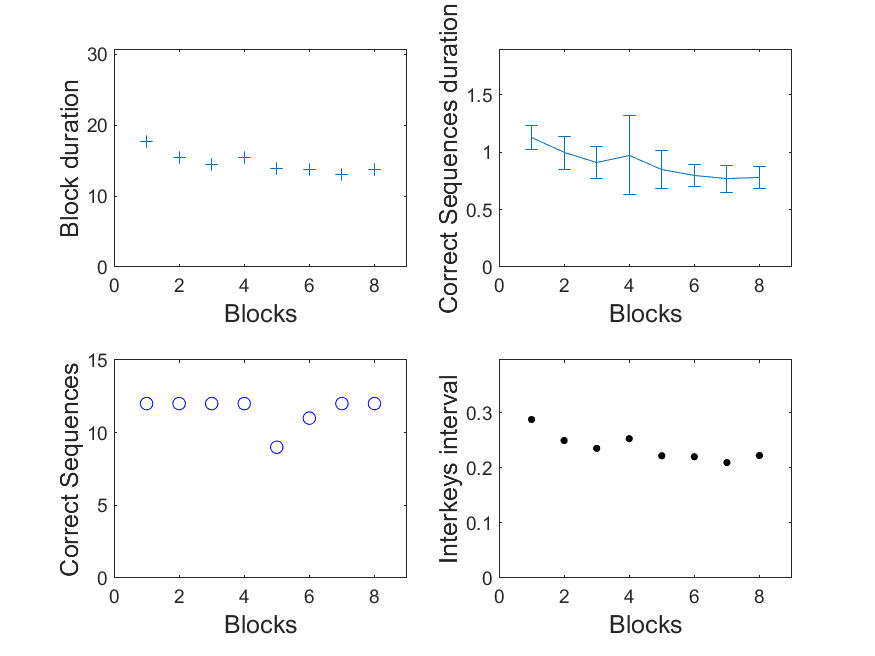 30
20
10
0
0 2 4 6 8
Block duration
Blocks
1.5
1
0.5
0
0 2 4 6 8
Correct Sequences duration
Blocks
15
10
5
0
0 2 4 6 8
Correct Sequences
Blocks
0.3
0.2
0.1
0
0 2 4 6 8
Interkeys interval
Blocks